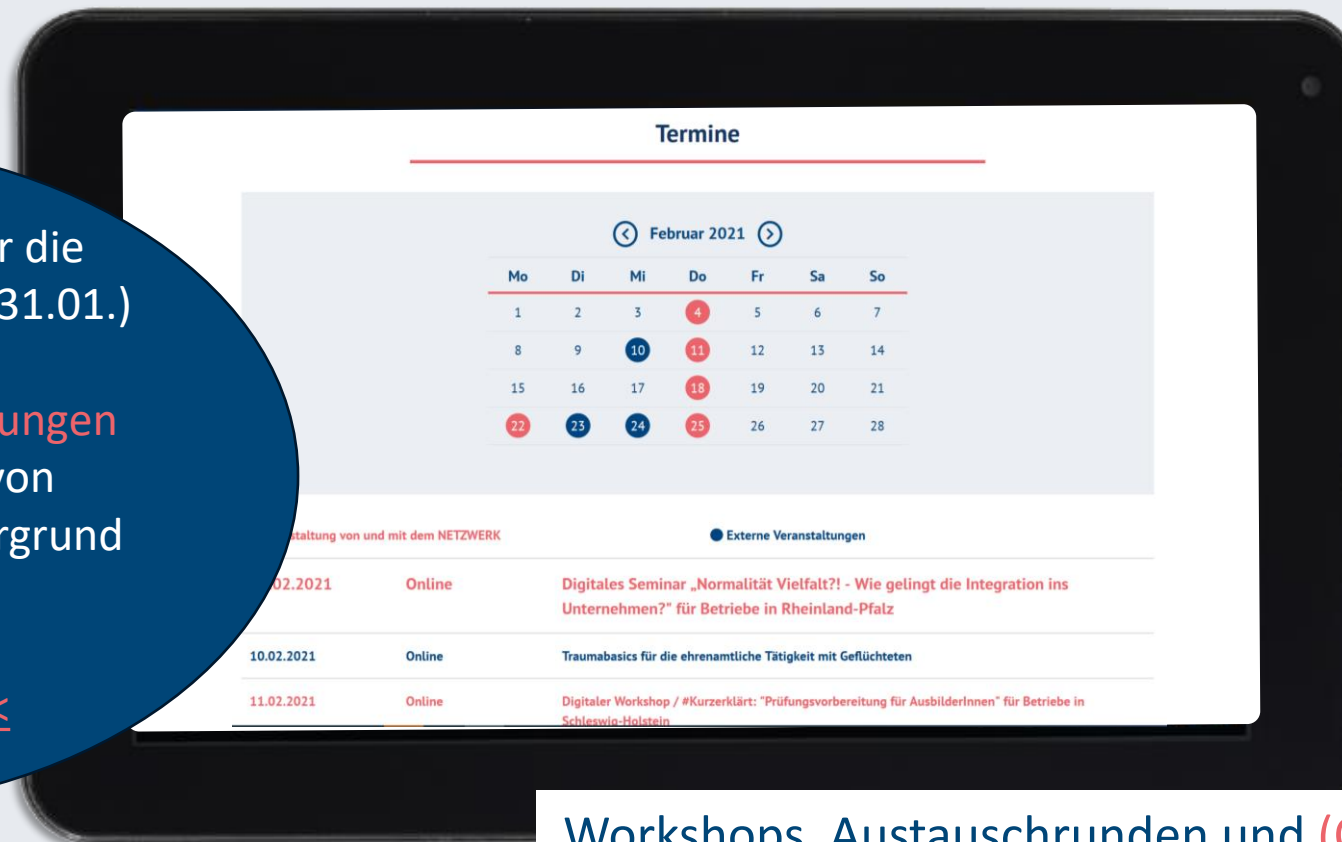 Termine
Februar 2021
Mo Di Mi Do Fr Sa So
1 2 3 4 5 6 7
8 9 10 11 12 13 14
15 16 17 18 19 20 21
22 23 24 25 26 27 28
die
31.01.)
von
NETZWERK
von und mit dem
Externe Veranstaltungen
02.2021 Online Digitales Seminar „Normalität Vielfalt?! - Wie gelingt die Integration ins
Unternehmen?" für Betriebe in Rheinland-Pfalz
10.02.2021 Online Traumabasics für die ehrenamtliche Tätigkeit mit Geflüchteten
11.02.2021 Online Digitaler Workshop / #Kurzerklärt: "Prüfungsvorbereitung für AusbilderInnen" für Betriebe in
Schleswig-Holstein
Workshops, Austauschrunden und